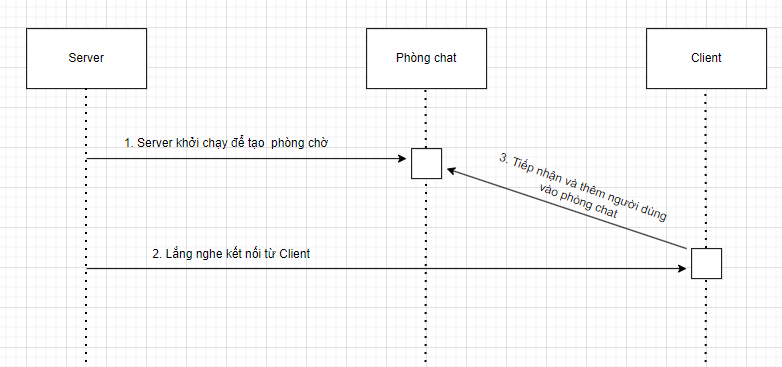 Server
Phòng chat
Client
1. Server khởi chạy để tạo phòng chờ
3. Tiếp nhận và thêm người dùng
vào phòng chat
2. Lắng nghe kết nối từ Client